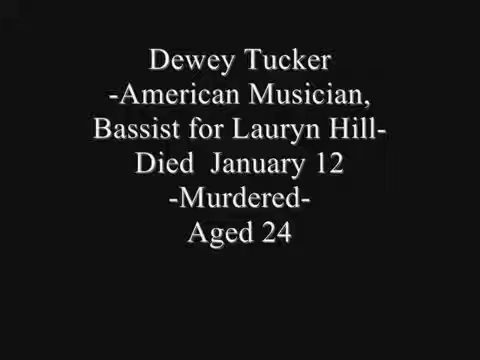 Dewey Tucker
-American Musician,
Bassist for Lauryn Hill-
Died January 12
-Murdered-
Aged 24